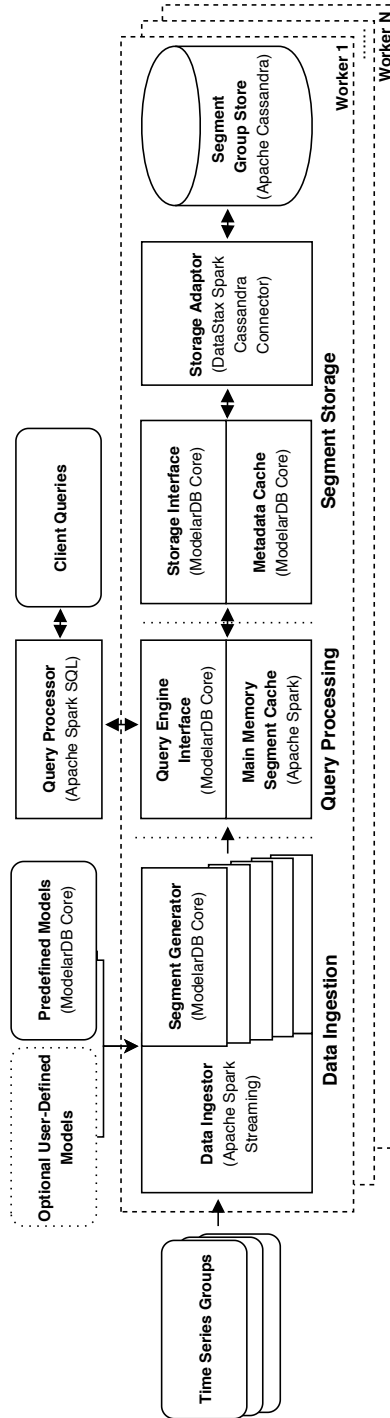 Time Series Groups
Optional User-Defined
Models
Predefined Models
(ModelarDB Core)
Data Ingestor
(Apache Spark
Streaming)
Segment Generator
(ModelarDB Core)
Data Ingestion
Query Processor
(Apache Spark SQL)
Client Queries
Query Engine
Interface
(ModelarDB Core)
Main Memory
Segment Cache
(Apache Spark)
Query Processing
Storage Interface
(ModelarDB Core)
Metadata Cache
(ModelarDB Core)
Storage Adaptor
(DataStax Spark
Cassandra
Connector)
Segment
Group Store
(Apache Cassandra)
Segment Storage
Worker 1
Worker N